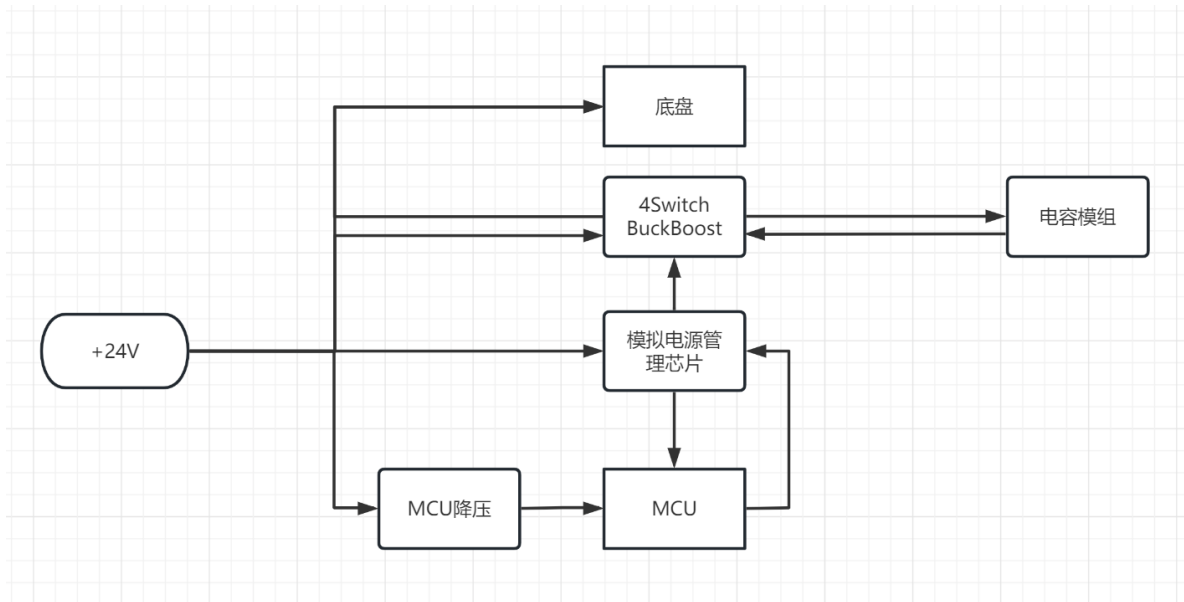 底盘
4Switch
BuckBoost
电容模组
+24V
模拟电源管
理芯片
MCU降压
MCU